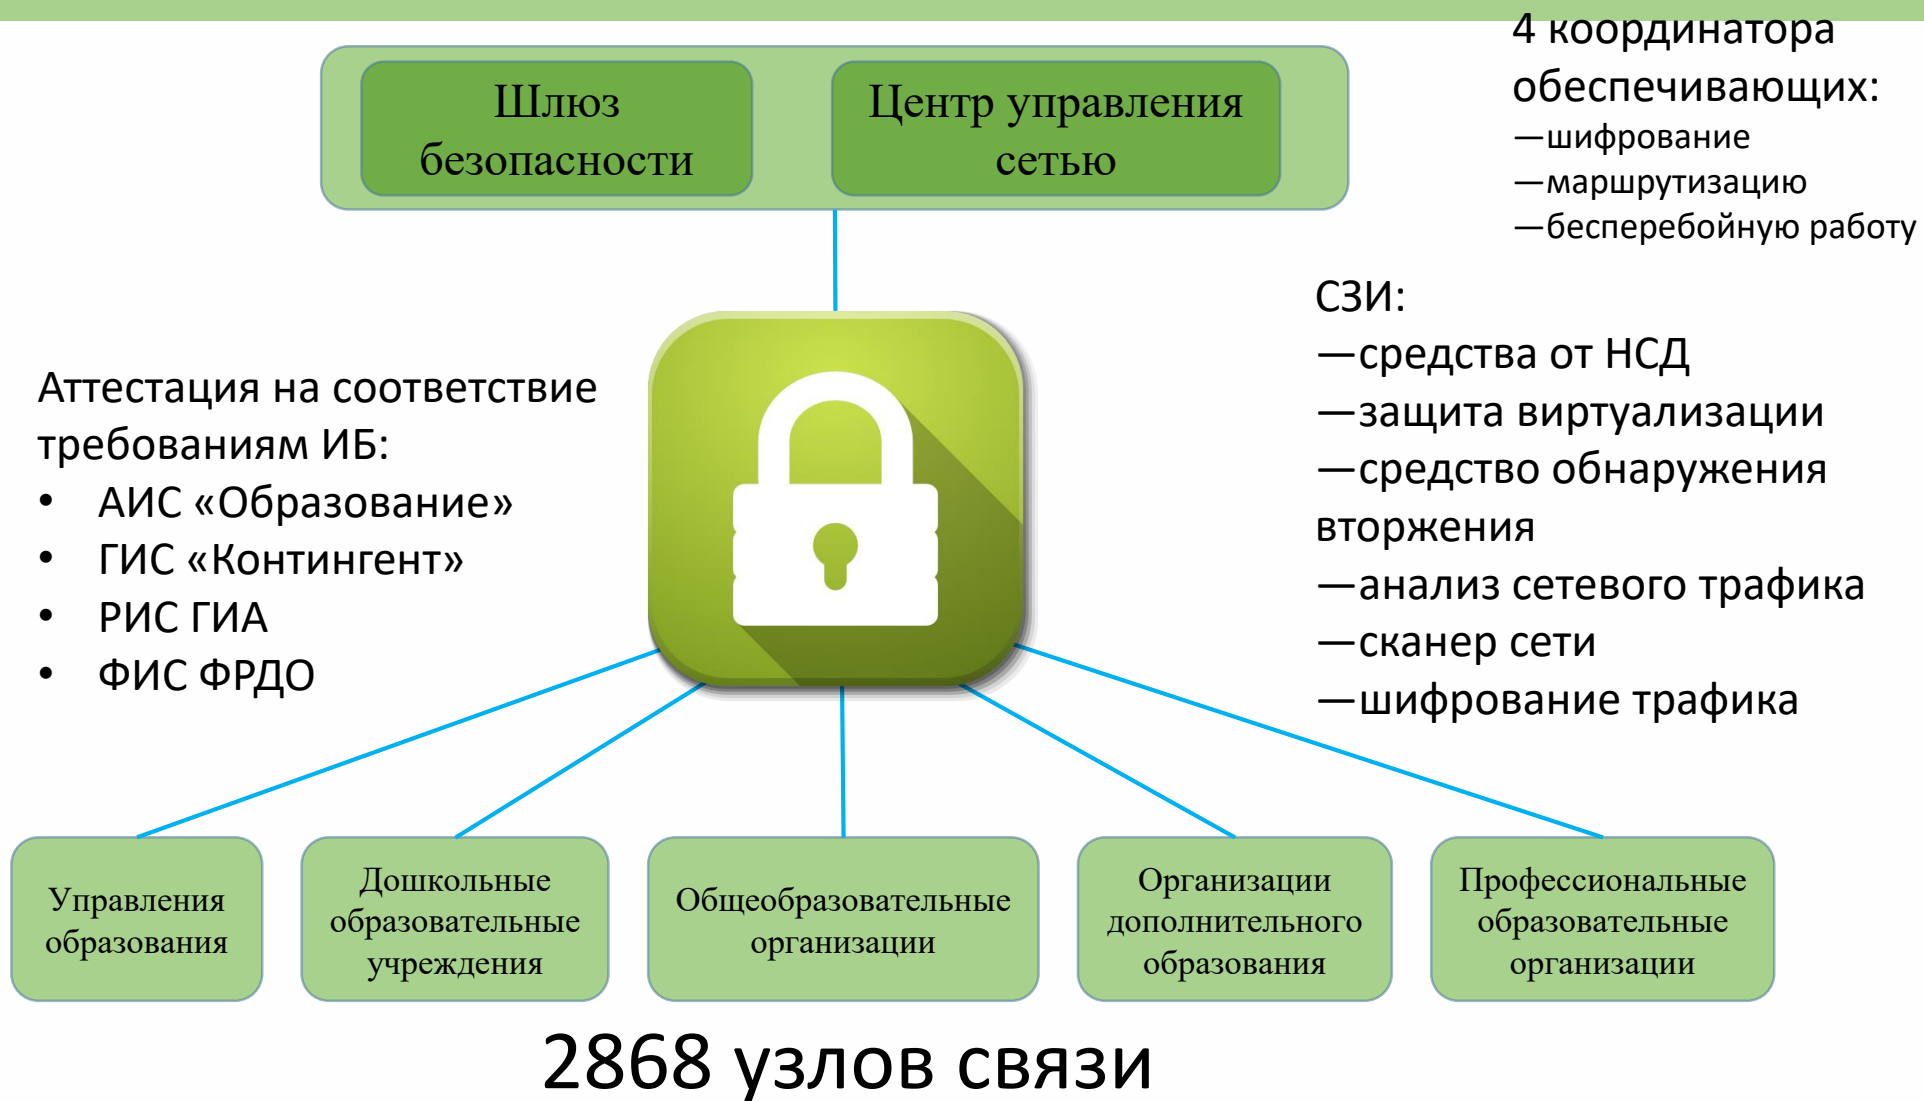 4 координатора
обеспечивающих:
—шифрование
—маршрутизацию
—бесперебойную работу
Шлюз
безопасности
Центр управления
сетью
СЗИ:
—средства от НСД
—защита виртуализации
—средство обнаружения
вторжения
—анализ сетевого трафика
—сканер сети
—шифрование трафика
Аттестация на соответствие
требованиям ИБ:
• АИС «Образование»
• ГИС «Контингент»
• РИС ГИА
• ФИС ФРДО
Управления
образования
Дошкольные
образовательные
учреждения
Общеобразовательные
организации
Организации
дополнительного
образования
Профессиональные
образовательные
организации
2868 узлов связи